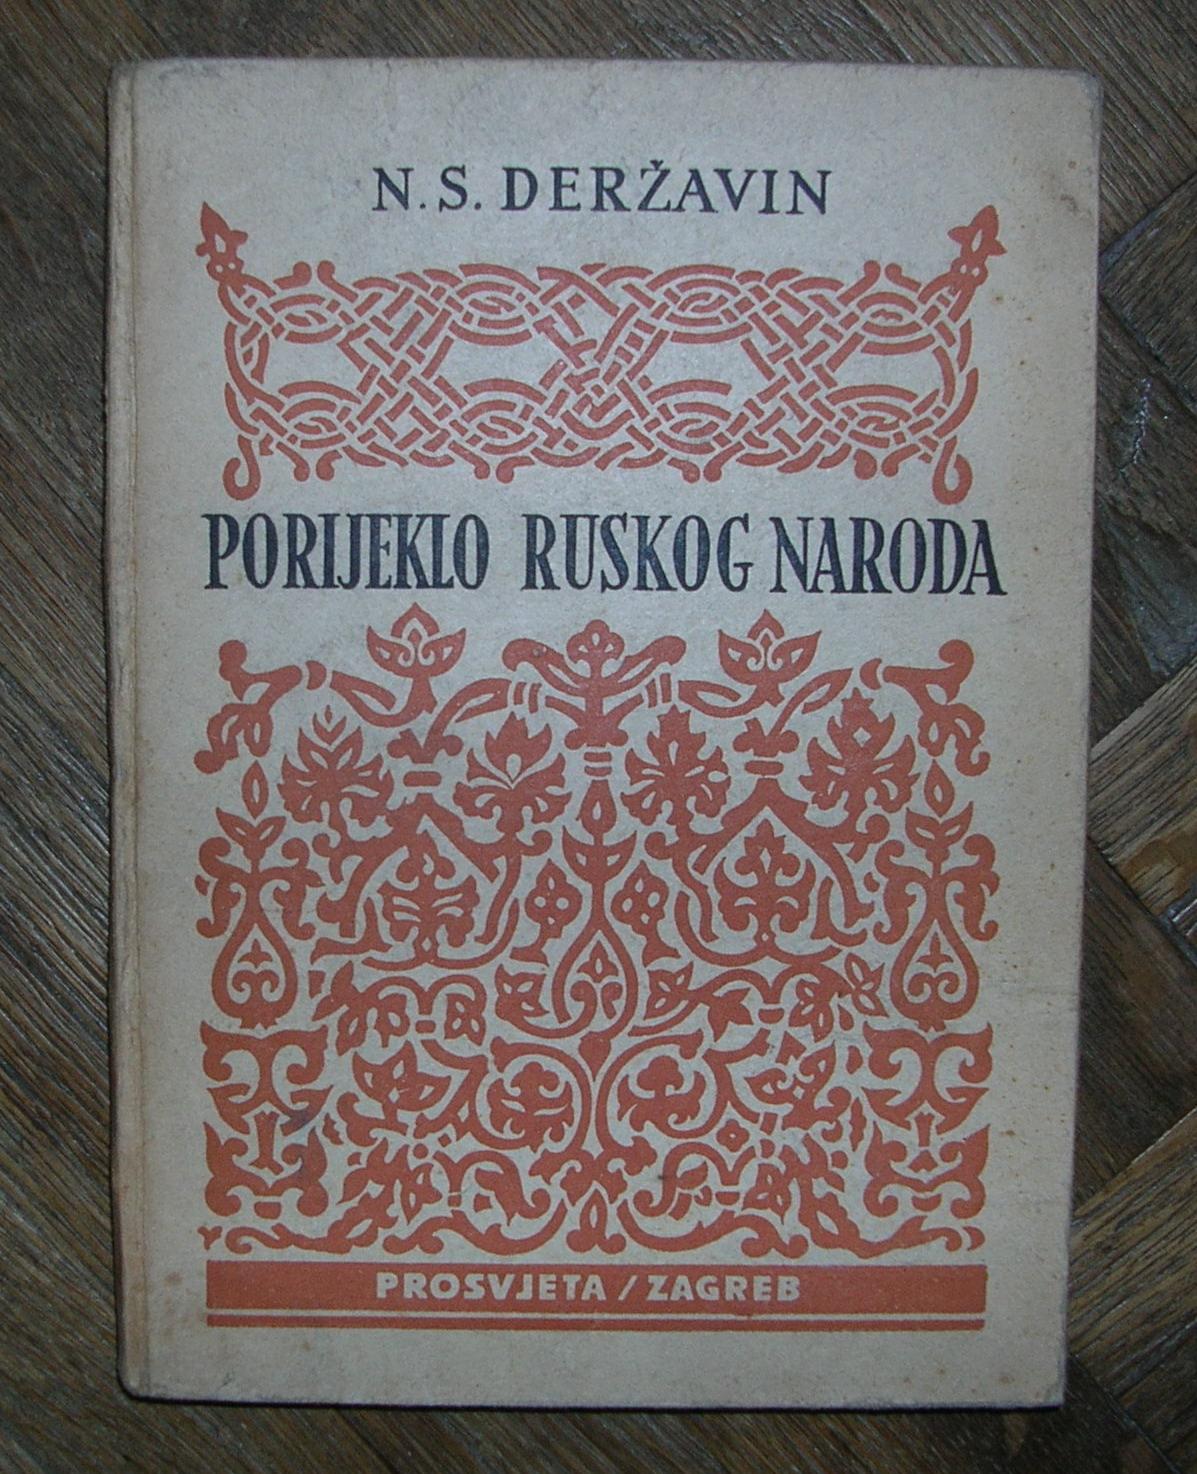 N. S. DERŽAVIN
PORIJEKLO RUSKOG NARODA
PROSVJETA / ZAGREB